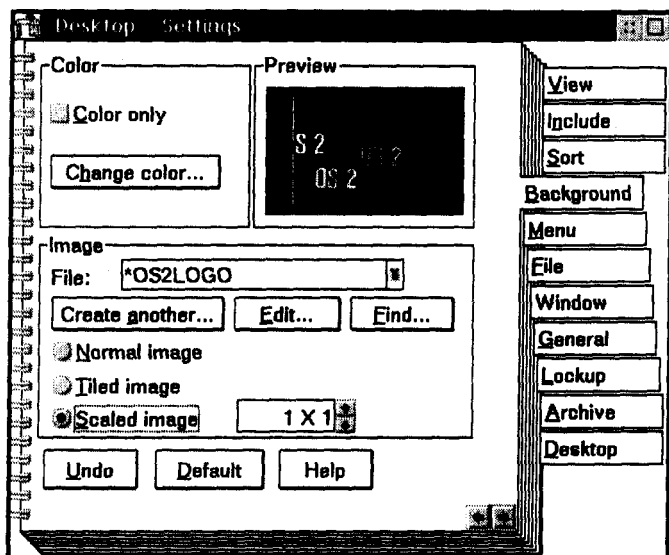 Desktop Settings
Color
Color only
Change color...
Preview
S 2
OS 2
OS 2
Image
File: *OS2LOGO
Create another... Edit... Find...
Normal image
Tiled image
Scaled image 1 X 1
Undo Default Help
View
Include
Sort
Background
Menu
File
Window
General
Lockup
Archive
Desktop